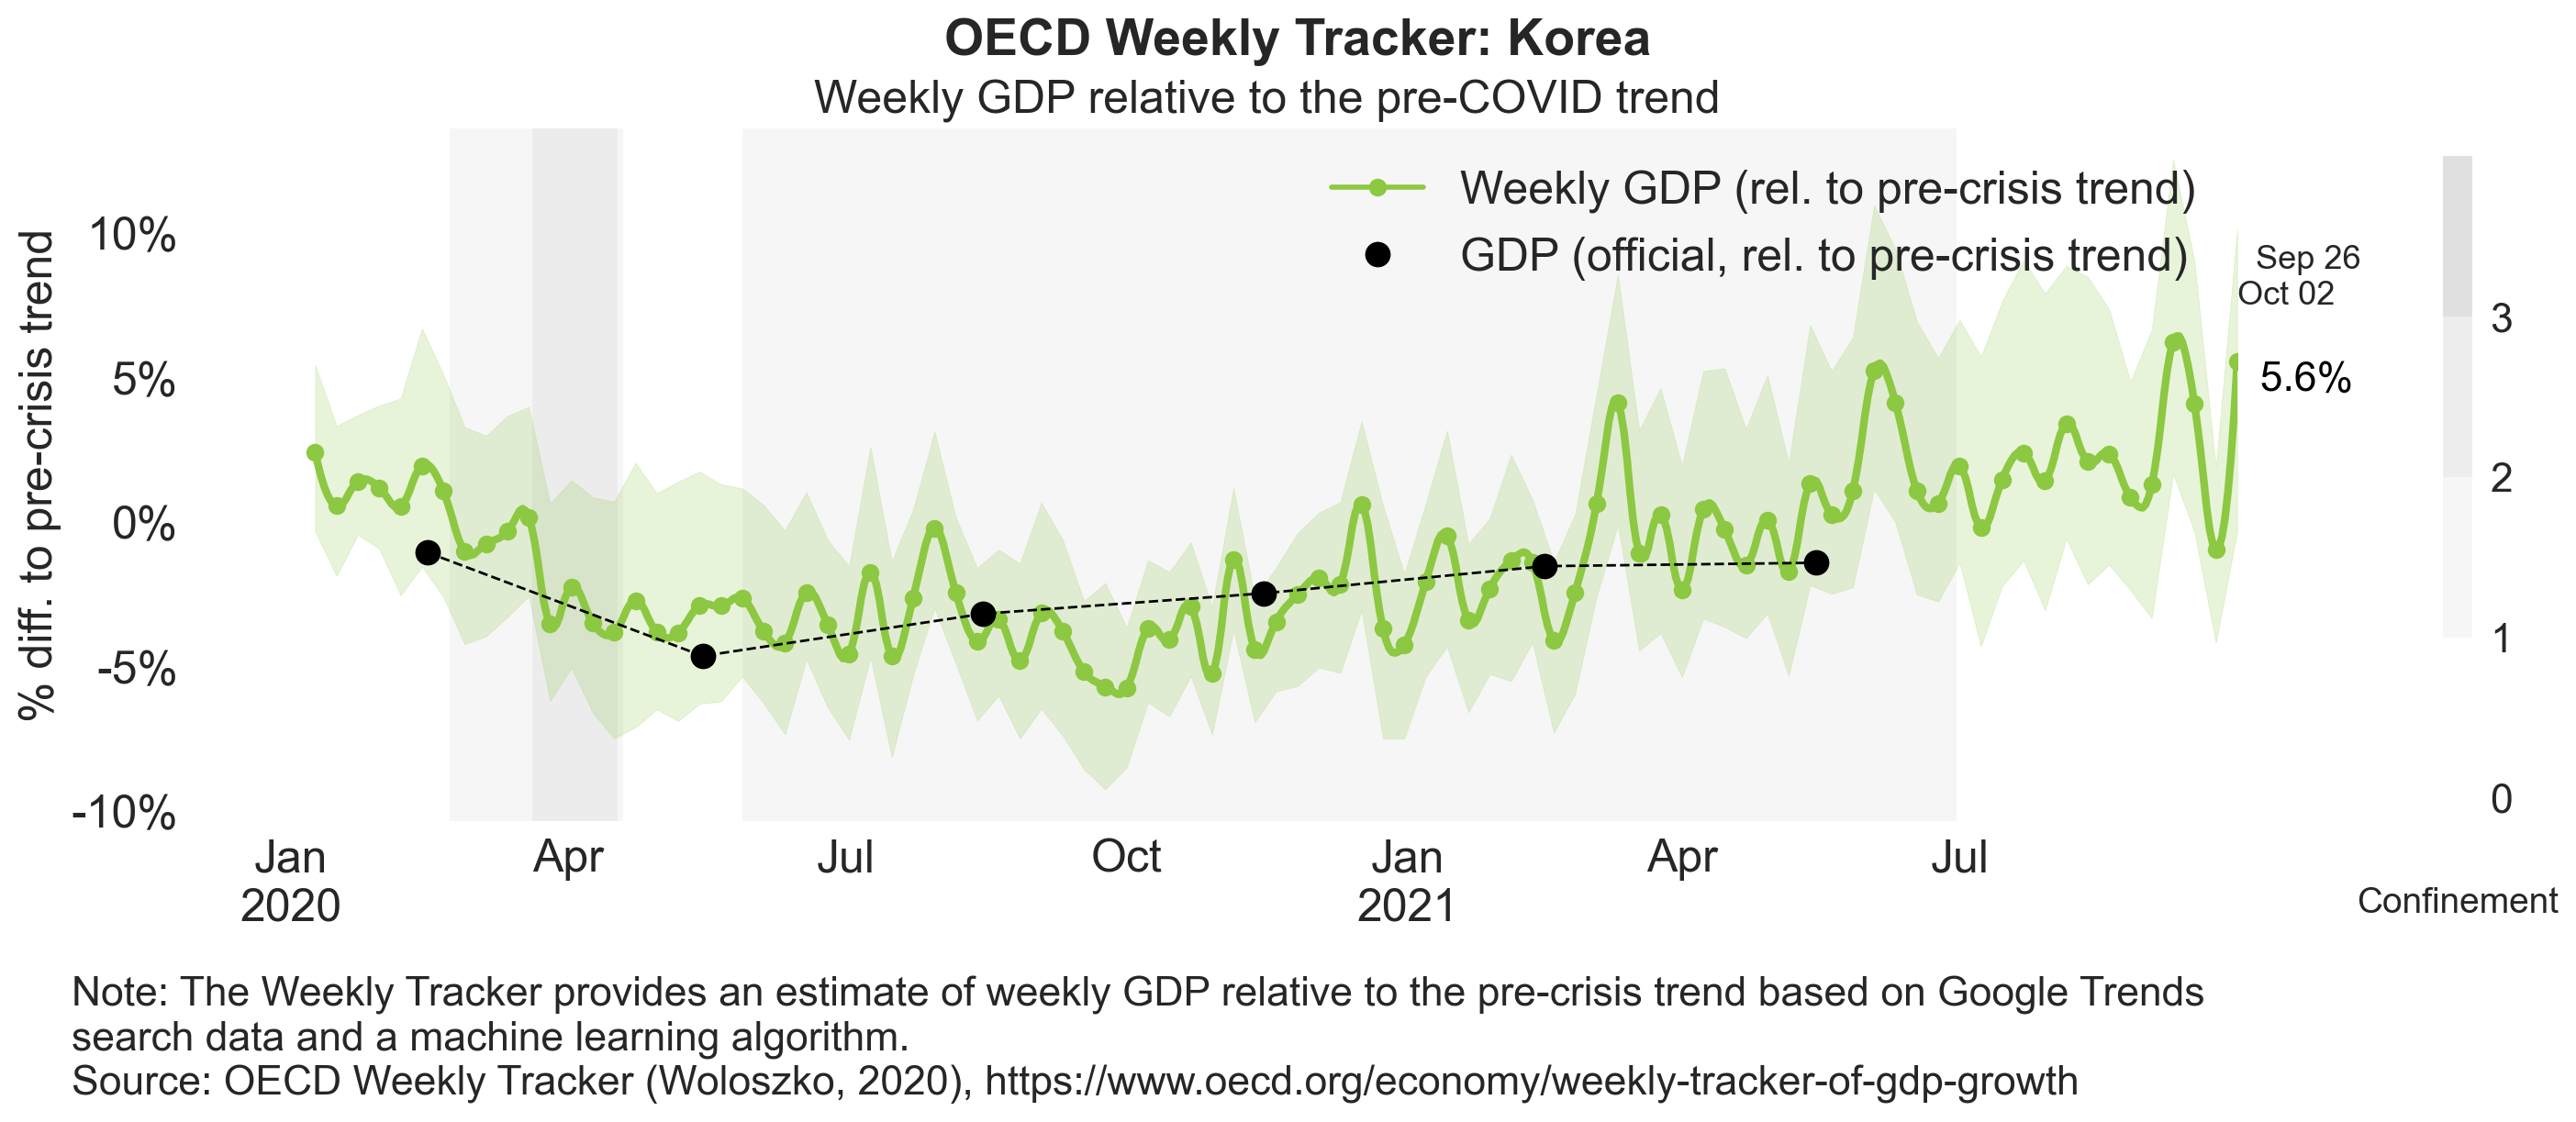 OECD Weekly Tracker: Korea
Weekly GDP relative to the pre-COVID trend
Weekly GDP (rel. to pre-crisis trend)
GDP (official, rel. to pre-crisis trend)
% diff. to pre-crisis trend
10%
5%
0%
-5%
-10%
Sep 26
Oct 02
5.6%
3
2
1
0
Confinement
Jan
2020
Apr
Jul
Oct
Jan
2021
Apr
Jul
Note: The Weekly Tracker provides an estimate of weekly GDP relative to the pre-crisis trend based on Google Trends
search data and a machine learning algorithm.
Source: OECD Weekly Tracker (Woloszko, 2020), https://www.oecd.org/economy/weekly-tracker-of-gdp-growth